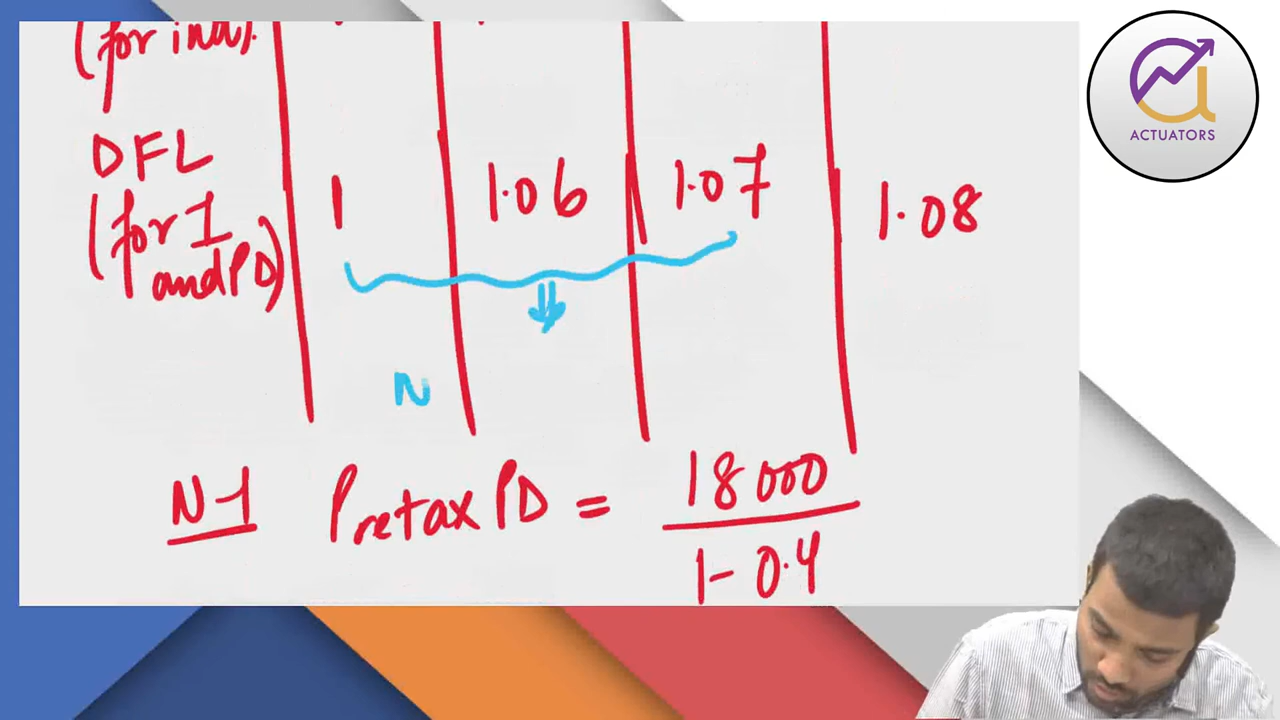 (for ind).
DFL
(for I
and PD)
1
1.06
1.07
1.08
N
N-1 Pretax PD = 18000
1-0.4
ACTUATORS